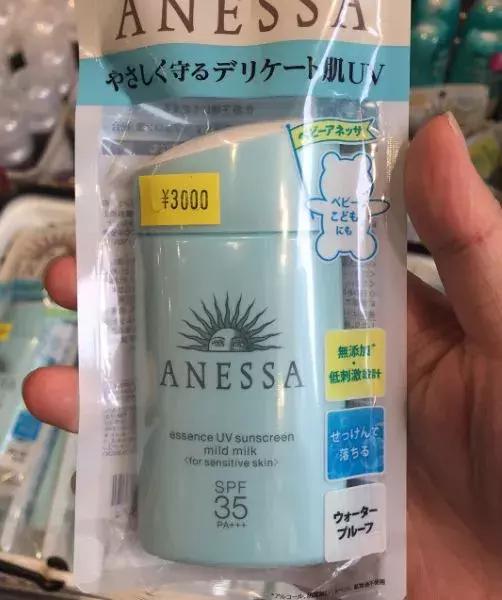 ANESSA
やさしく守るデリケート肌UV
ベビーアネッサ
¥3000
ベビー
こども
にも
ANESSA
無添加
低刺激
essence UV sunscreen
mild milk
<for sensitive skin>
せっけんで
落ちる
SPF
35
PA+++
ウォーター
プルーフ